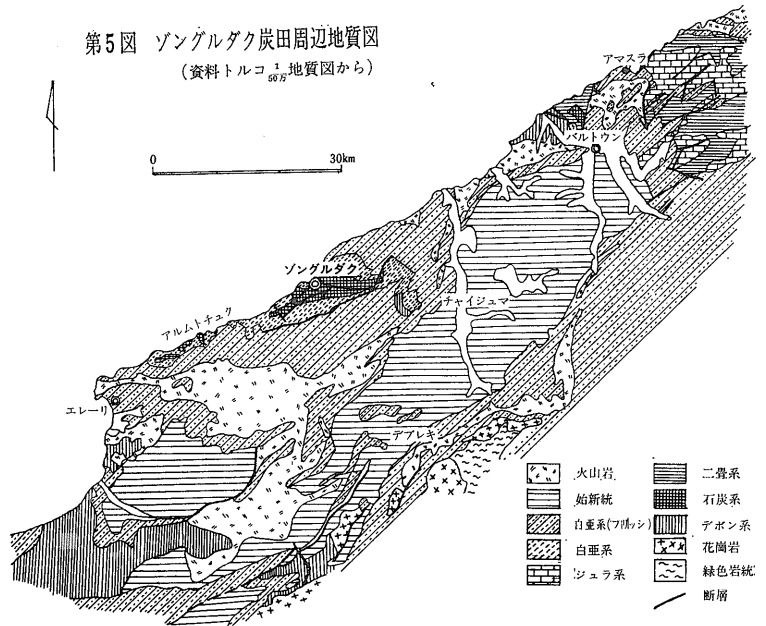 第5図 ゾングルダク炭田周辺地質図
(資料トルコ 1/50万 地質図から)
0 30km
アマスラ
バルトウン
ゾングルダク
チャイジュマ
アルムトチュク
エレーリ
デブレキ
火山岩
始新統
白亜系(フリッシ)
白亜系
ジュラ系
二畳系
石炭系
デボン系
花崗岩
緑色岩統
断層